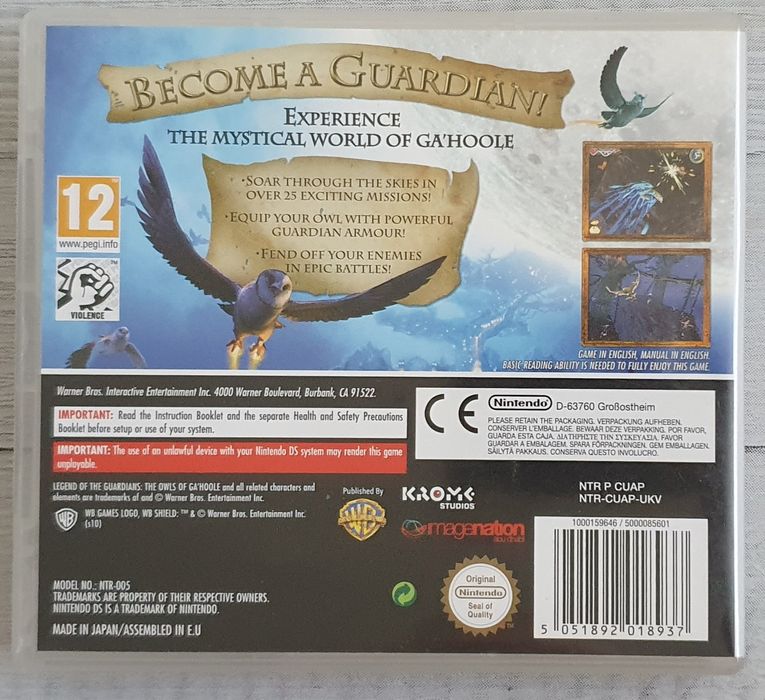 BECOME A GUARDIAN!
EXPERIENCE
THE MYSTICAL WORLD OF GA'HOOLE
·SOAR THROUGH THE SKIES IN
OVER 25 EXCITING MISSIONS!
·EQUIP YOUR OWL WITH POWERFUL
GUARDIAN ARMOUR!
·FEND OFF YOUR ENEMIES
IN EPIC BATTLES!
12
www.pegi.info
VIOLENCE
GAME IN ENGLISH, MANUAL IN ENGLISH.
BASIC READING ABILITY IS NEEDED TO FULLY ENJOY THIS GAME.
Warner Bros. Interactive Entertainment Inc. 4000 Warner Boulevard, Burbank, CA 91522.
IMPORTANT: Read the Instruction Booklet and the separate Health and Safety Precautions
Booklet before setup or use of your system.
IMPORTANT: The use of an unlawful device with your Nintendo DS system may render this game
unplayable.
CE
Nintendo D-63760 Großostheim
PLEASE RETAIN THE PACKAGING. VERPACKUNG AUFHEBEN.
CONSERVER L'EMBALLAGE. BEWAAR DEZE VERPAKKING. POR FAVOR,
GUARDA ESTA CAJA. ΔΙΑΤΗΡΗΣΤΕ ΤΗΝ ΣΥΣΚΕΥΑΣΙΑ. FAVOR
GUARDAR A EMBALAGEM. SPARA FÖRPACKNINGEN. GEM EMBALLAGEN.
SÄILYTÄ PAKKAUS. CONSERVA QUESTO INVOLUCRO.
LEGEND OF THE GUARDIANS: THE OWLS OF GA'HOOLE and all related characters and
elements are trademarks of and © Warner Bros. Entertainment Inc.
WB GAMES LOGO, WB SHIELD: ™ & © Warner Bros. Entertainment Inc.
(s10)
Published By
KROME
STUDIOS
imagenation
abu dhabi
NTR P CUAP
NTR-CUAP-UKV
1000159646 / 5000085601
5 051892 018937
MODEL NO.: NTR-005
TRADEMARKS ARE PROPERTY OF THEIR RESPECTIVE OWNERS.
NINTENDO DS IS A TRADEMARK OF NINTENDO.
MADE IN JAPAN/ASSEMBLED IN E.U
Original
Nintendo
Seal of
Quality